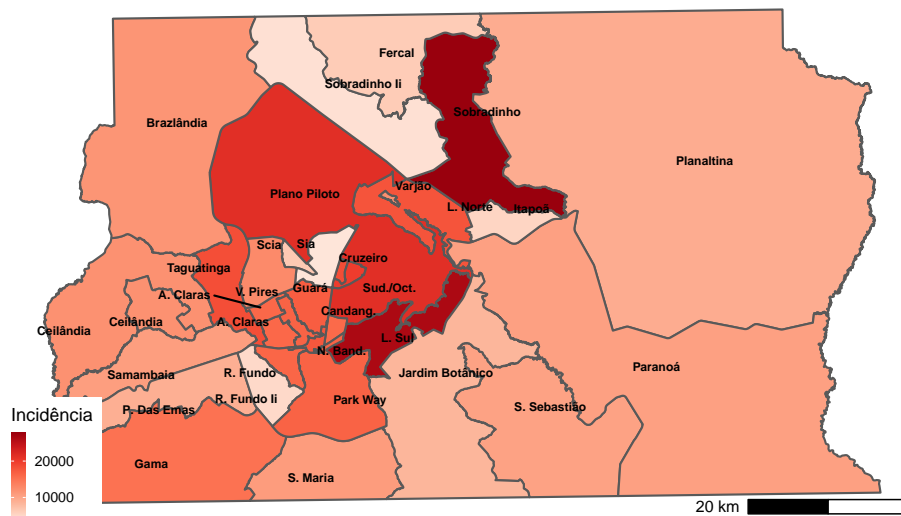 Fercal
Sobradinho Ii
Sobradinho
Brazlândia
Planaltina
Plano Piloto
Varjão
L. Norte
Itapoã
Scia
Sia
Cruzeiro
Taguatinga
V. Pires
Guará
Sud./Oct.
A. Claras
Candang.
Ceilândia
Ceilândia
A. Claras
L. Sul
N. Band.
Paranoá
Samambaia
R. Fundo
Jardim Botânico
R. Fundo Ii
Park Way
P. Das Emas
S. Sebastião
Gama
S. Maria
Incidência
20000
10000
20 km